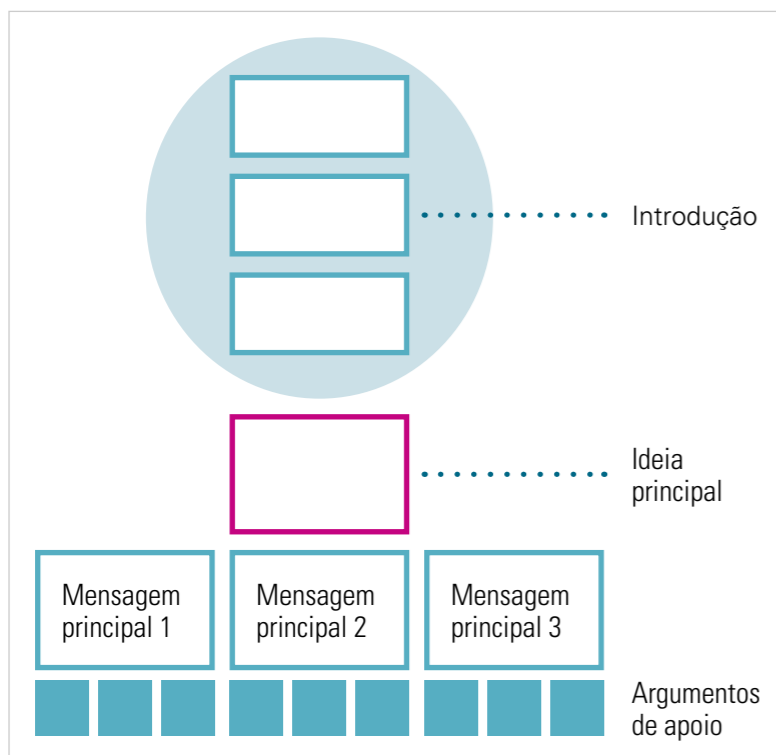 Introdução
Ideia
principal
Mensagem
principal 1
Mensagem
principal 2
Mensagem
principal 3
Argumentos
de apoio